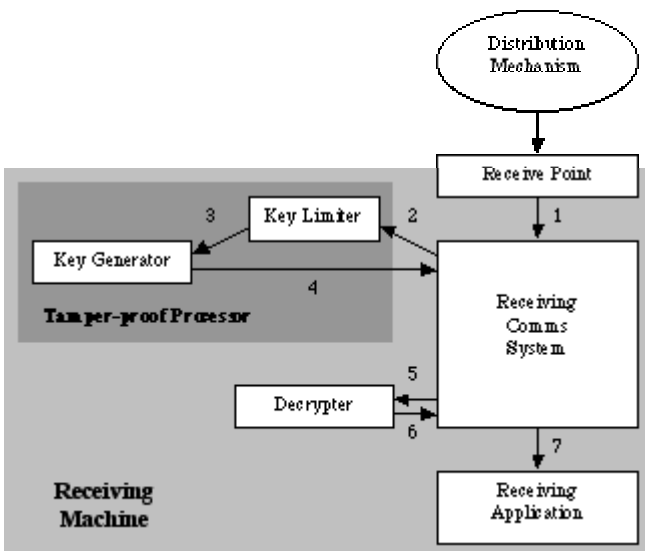 Distribution
Mechanism
Receive Point
1
Key Limiter
2
3
Key Generator
4
Tamper-proof Processor
Receiving
Comms
System
5
Decrypter
6
7
Receiving
Machine
Receiving
Application